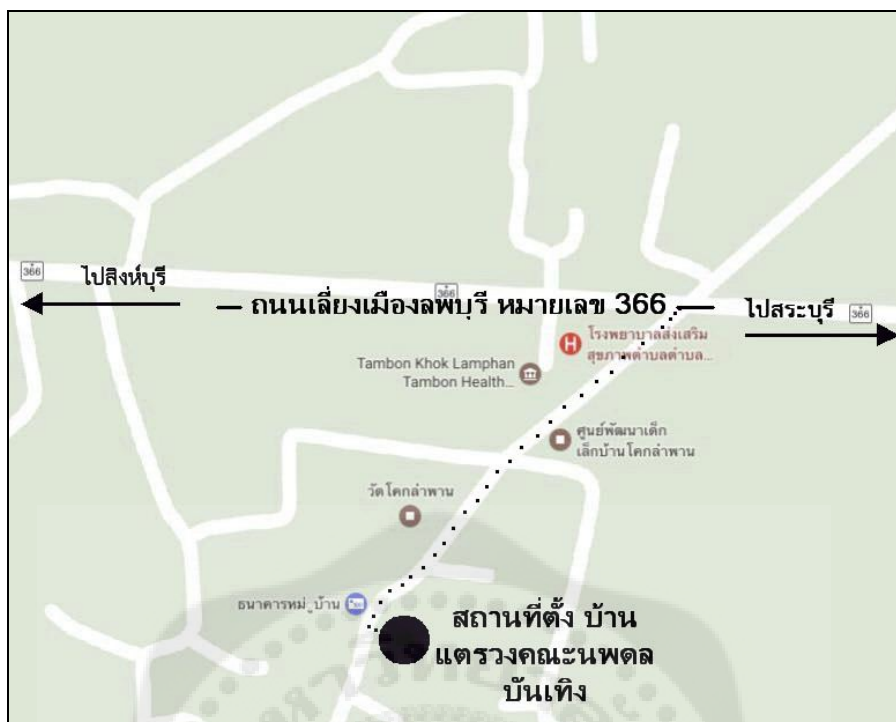 366
ไปสิงห์บุรี
366
ถนนเลี่ยงเมืองลพบุรี หมายเลข 366
ไปสระบุรี
366
H
โรงพยาบาลส่งเสริม
สุขภาพตำบลตำบล...
Tambon Khok Lamphan
Tambon Health...
ศูนย์พัฒนาเด็ก
เล็กบ้านโคกลำพาน
วัดโคกลำพาน
ธนาคารหมู่บ้าน
สถานที่ตั้ง บ้าน
แตรวงคณะนพดล
บันเทิง